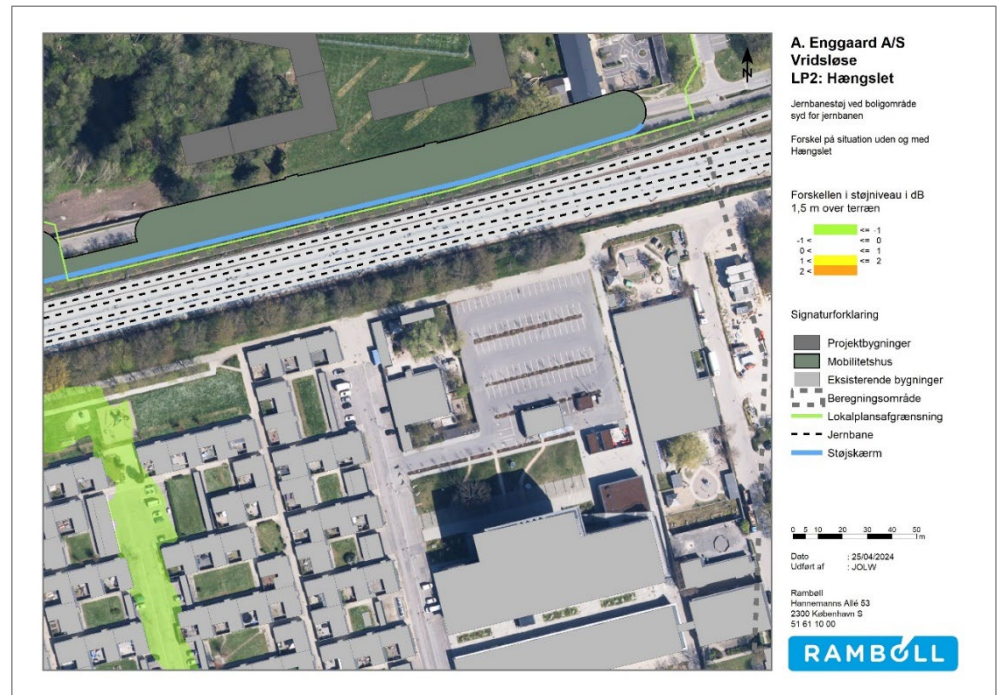 N
A. Enggaard A/S
Vridsløse
LP2: Hængslet
Jernbanestøj ved boligområde
syd for jernbanen
Forskel på situation uden og med
Hængslet
Forskellen i støjniveau i dB
1,5 m over terræn
<= -1
-1 < <= 0
0 < <= 1
1 < <= 2
2 <
Signaturforklaring
Projektbygninger
Mobilitetshus
Eksisterende bygninger
Beregningsområde
Lokalplansafgrænsning
Jernbane
Støjskærm
0 5 10 20 30 40 50
m
Dato : 25/04/2024
Udført af : JOLW
Rambøll
Hannemanns Allé 53
2300 København S
51 61 10 00
RAMBOLL